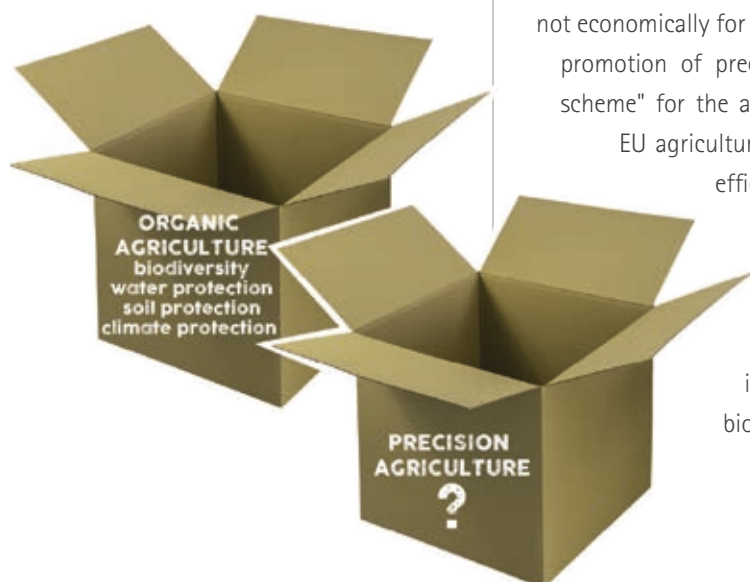 not economically for
promotion of prec
scheme" for the a
EU agricultur
effi
i
bio
ORGANIC
AGRICULTURE
biodiversity
water protection
soil protection
climate protection
PRECISION
AGRICULTURE
?